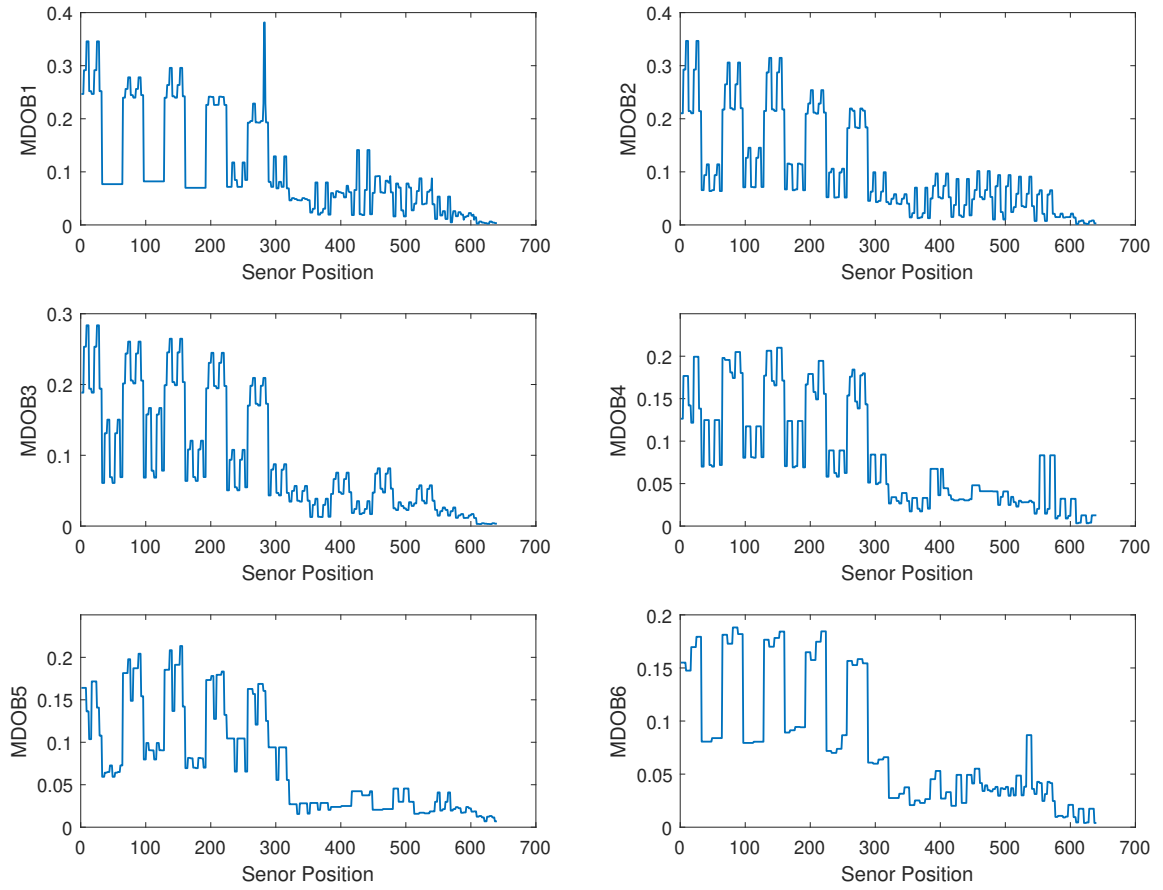 0.4 0.4
0.3 0.3
MDOB1 0.2 MDOB2 0.2
0.1 0.1
0 0
0 100 200 300 400 500 600 700 0 100 200 300 400 500 600 700
Senor Position Senor Position
0.3
0.2 0.2
MDOB3 0.15 MDOB4
0.1 0.1
0.05
0 0
0 100 200 300 400 500 600 700 0 100 200 300 400 500 600 700
Senor Position Senor Position
0.2
0.2 0.15
MDOB5 0.15 MDOB6 0.1
0.1
0.05 0.05
0 0
0 100 200 300 400 500 600 700 0 100 200 300 400 500 600 700
Senor Position Senor Position